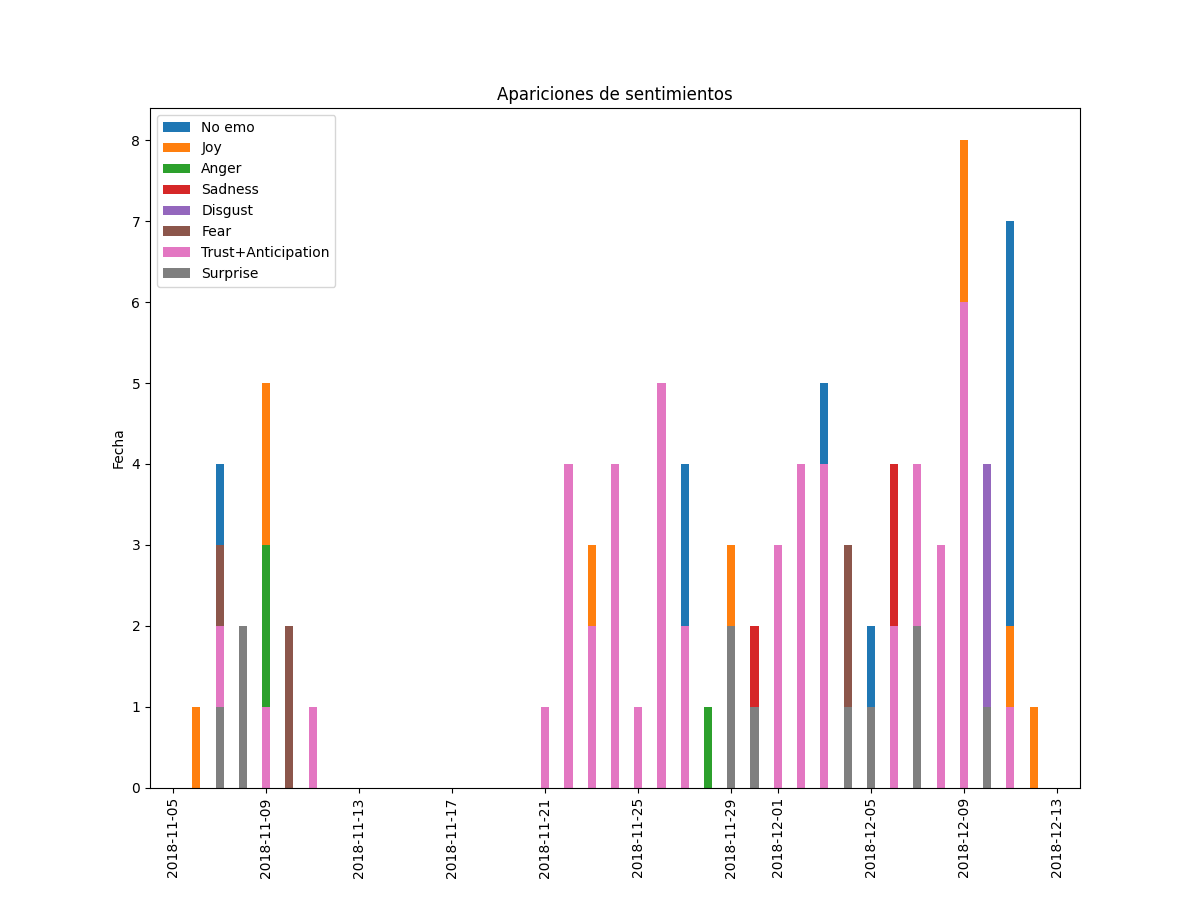 Apariciones de sentimientos
No emo
Joy
Anger
Sadness
Disgust
Fear
Trust+Anticipation
Surprise
8
7
6
5
4
3
2
1
0
Fecha
2018-11-05
2018-11-09
2018-11-13
2018-11-17
2018-11-21
2018-11-25
2018-11-29
2018-12-01
2018-12-05
2018-12-09
2018-12-13